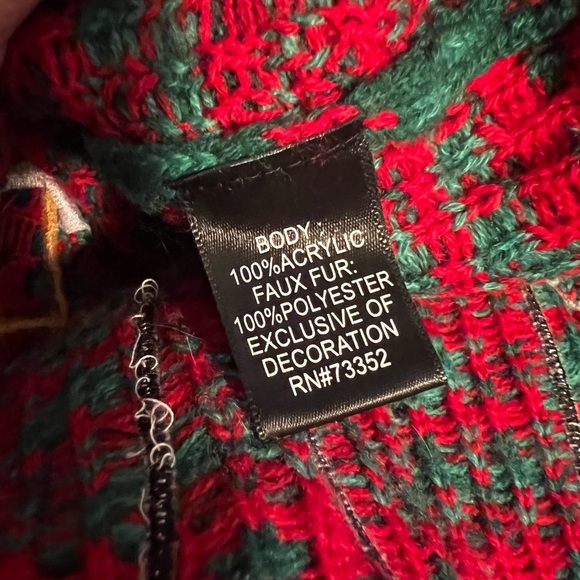 BODY :
100%ACRYLIC
FAUX FUR:
100%POLYESTER
EXCLUSIVE OF
DECORATION
RN#73352